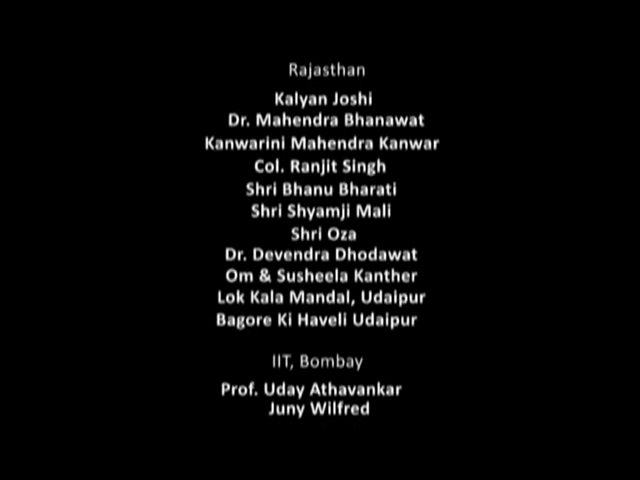 Rajasthan
Kalyan Joshi
Dr. Mahendra Bhanawat
Kanwarini Mahendra Kanwar
Col. Ranjit Singh
Shri Bhanu Bharati
Shri Shyamji Mali
Shri Oza
Dr. Devendra Dhodawat
Om & Susheela Kanther
Lok Kala Mandal, Udaipur
Bagore Ki Haveli Udaipur
IIT, Bombay
Prof. Uday Athavankar
Juny Wilfred